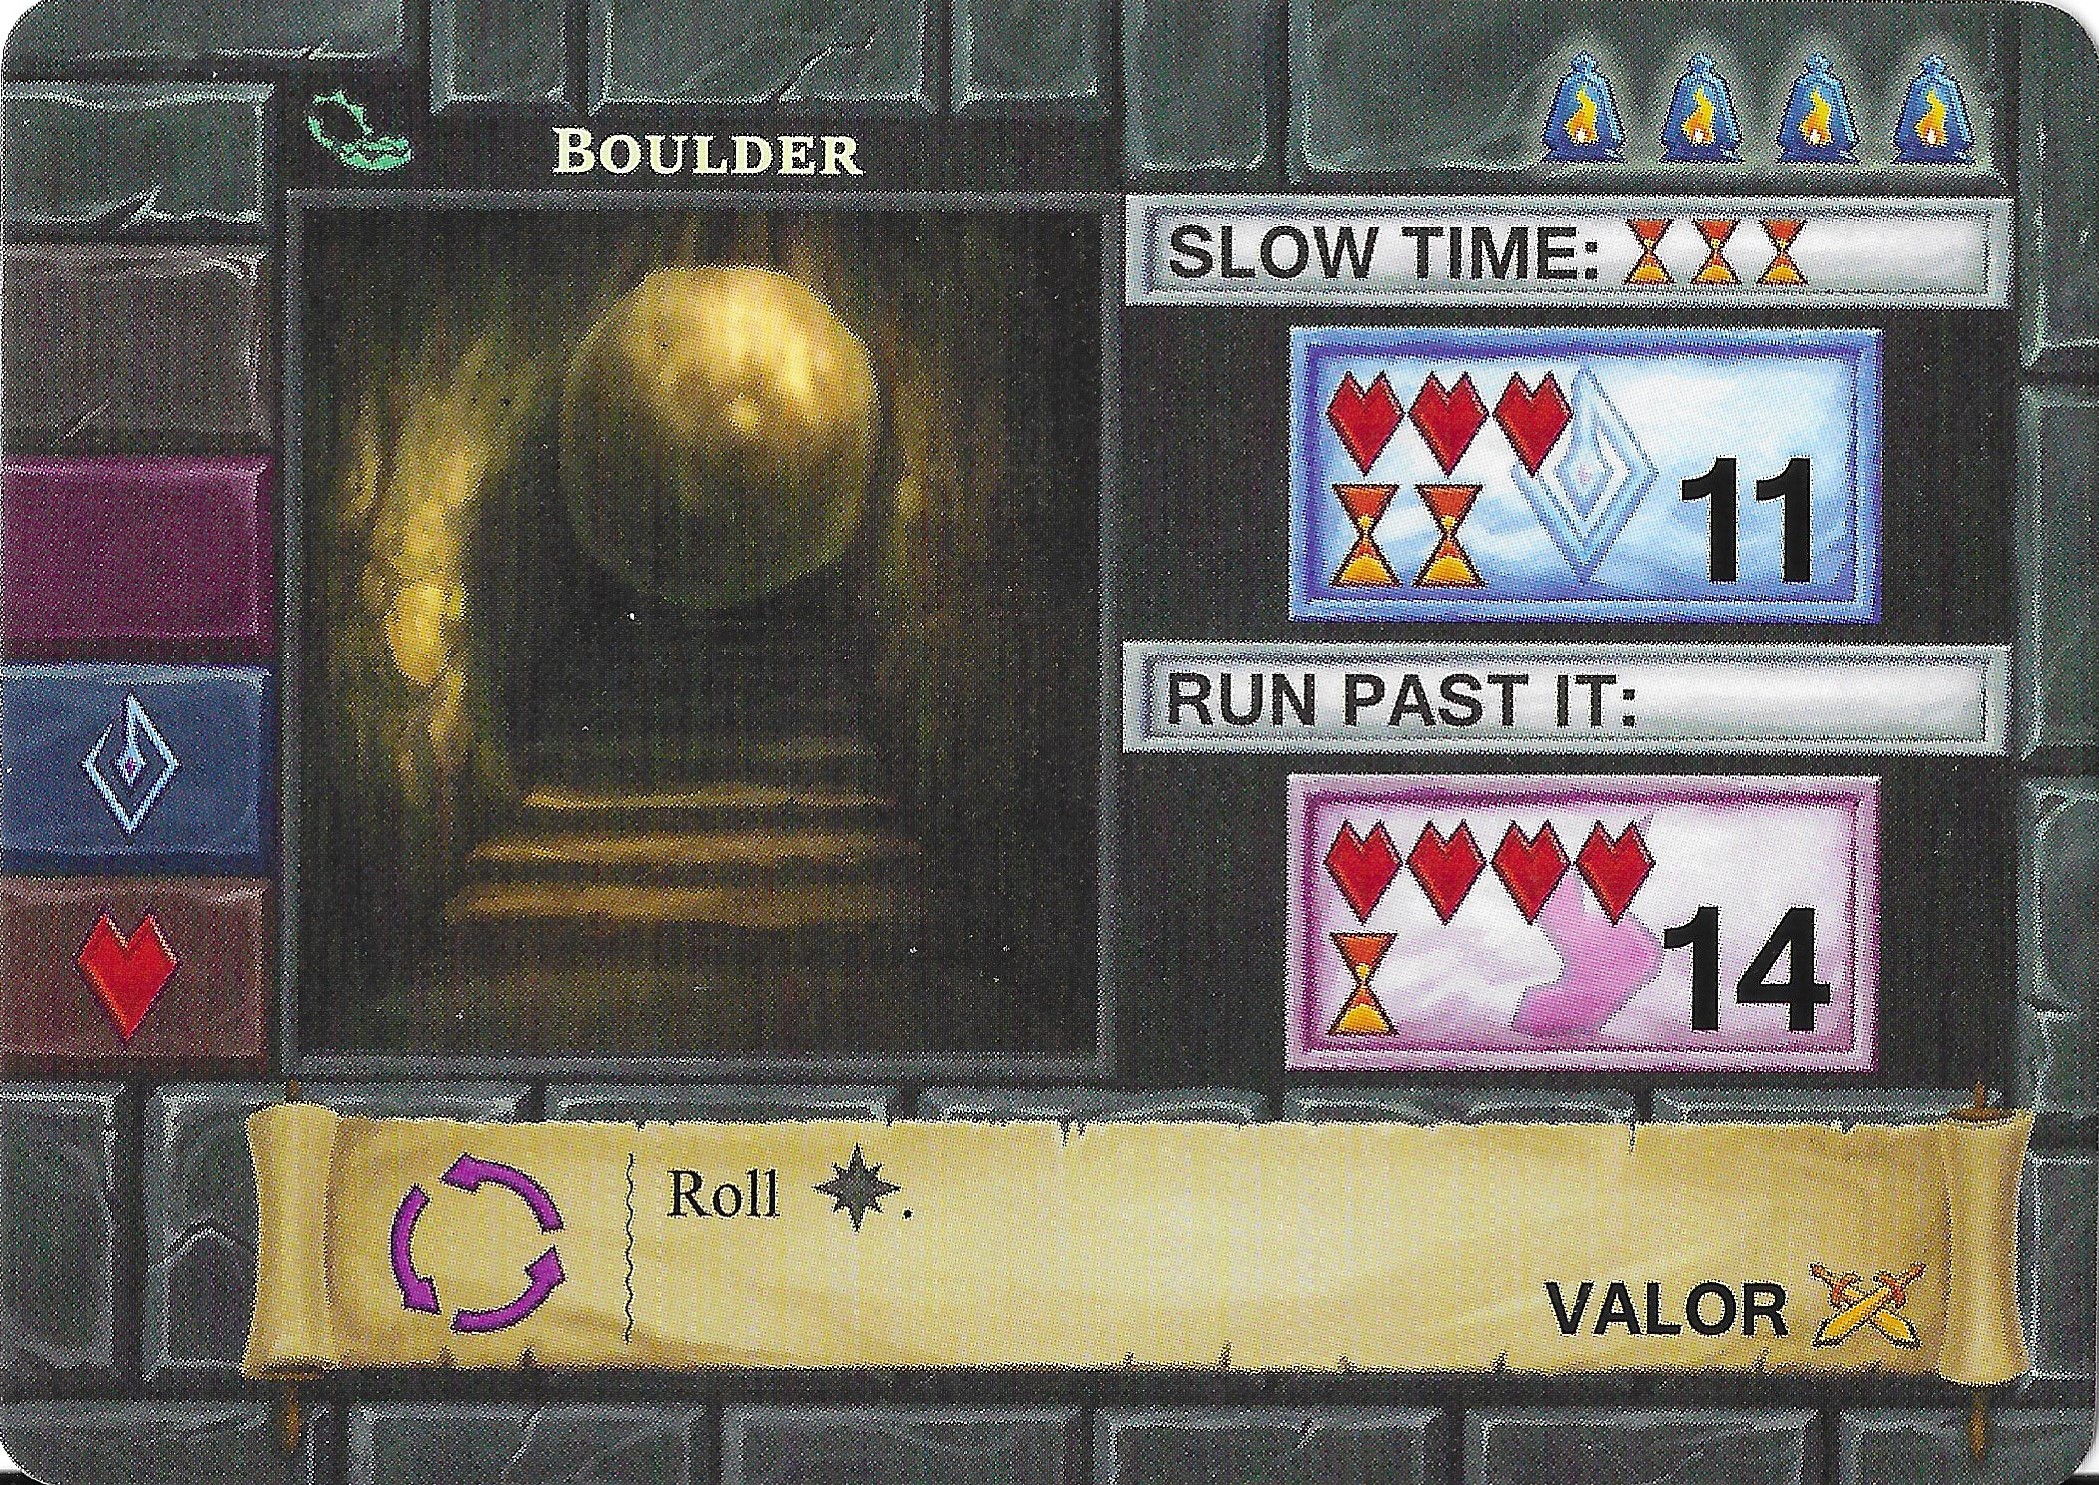 BOULDER
SLOW TIME:
11
RUN PAST IT:
14
Roll .
VALOR